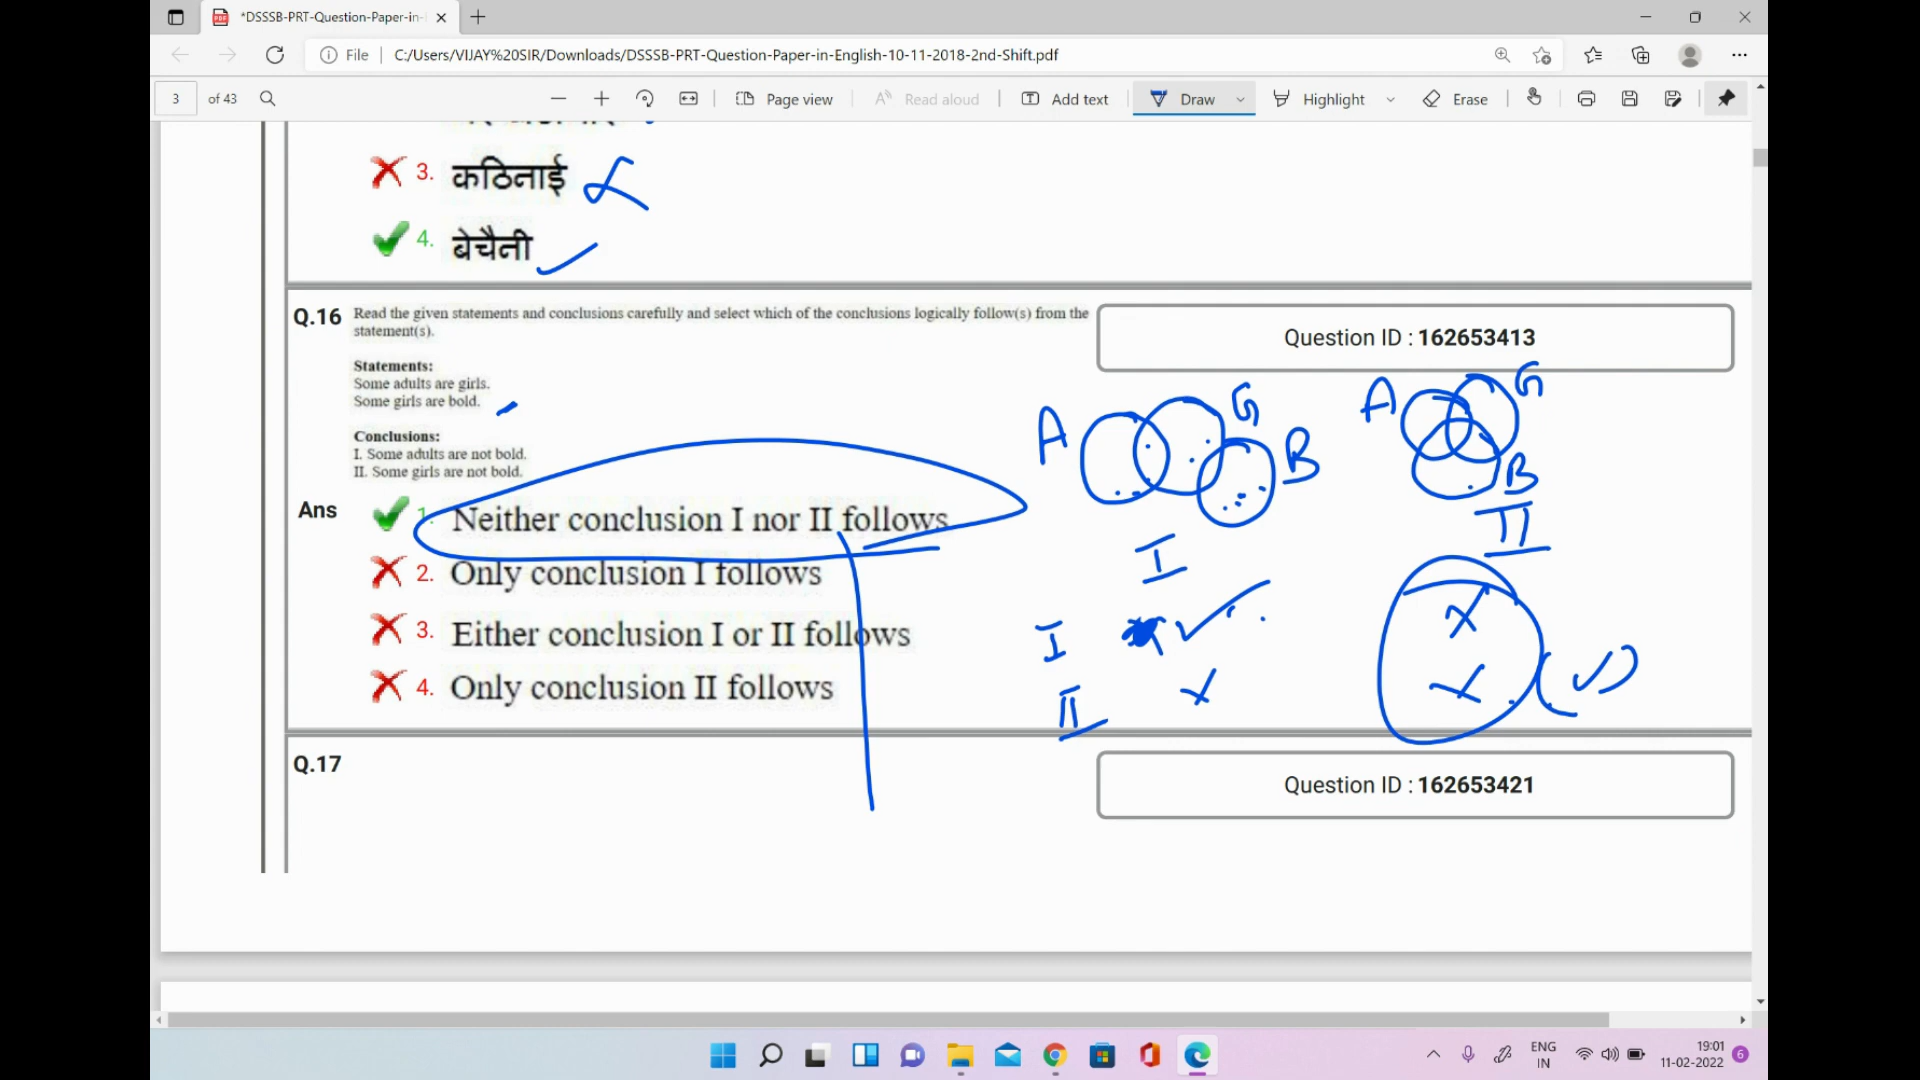 *DSSSB-PRT-Question-Paper-in-
File
C:/Users/VIJAY%20SIR/Downloads/DSSSB-PRT-Question-Paper-in-English-10-11-2018-2nd-Shift.pdf
3 of 43
Page view
Read aloud
Add text
Draw
Highlight
Erase
3. कठिनाई
4. बेचैनी
Q.16 Read the given statements and conclusions carefully and select which of the conclusions logically follow(s) from the
statement(s).
Question ID : 162653413
Statements:
Some adults are girls.
Some girls are bold.
Conclusions:
I. Some adults are not bold.
II. Some girls are not bold.
A G B
A G B
I
II
I
II
Ans
1. Neither conclusion I nor II follows
2. Only conclusion I follows
3. Either conclusion I or II follows
4. Only conclusion II follows
Q.17
Question ID : 162653421
ENG
IN
19:01
11-02-2022
6